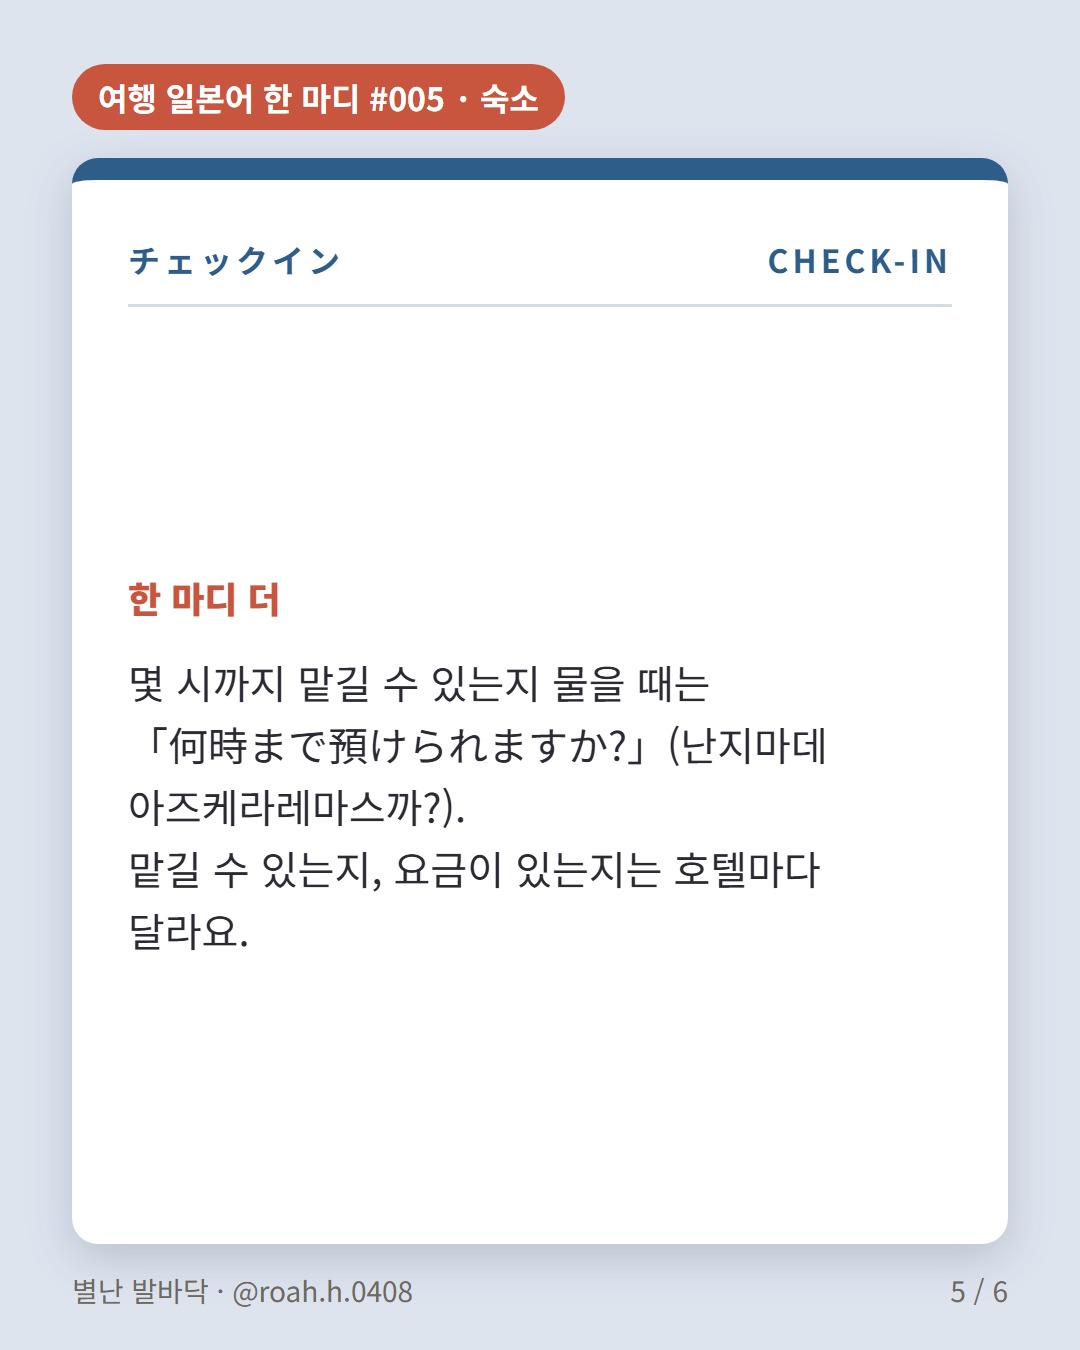 여행 일본어 한 마디 #005 · 숙소
チェックイン
CHECK-IN
한 마디 더
몇 시까지 맡길 수 있는지 물을 때는
「何時まで預けられますか?」(난지마데
아즈케라레마스까?).
맡길 수 있는지, 요금이 있는지는 호텔마다
달라요.
별난 발바닥 · @roah.h.0408
5 / 6